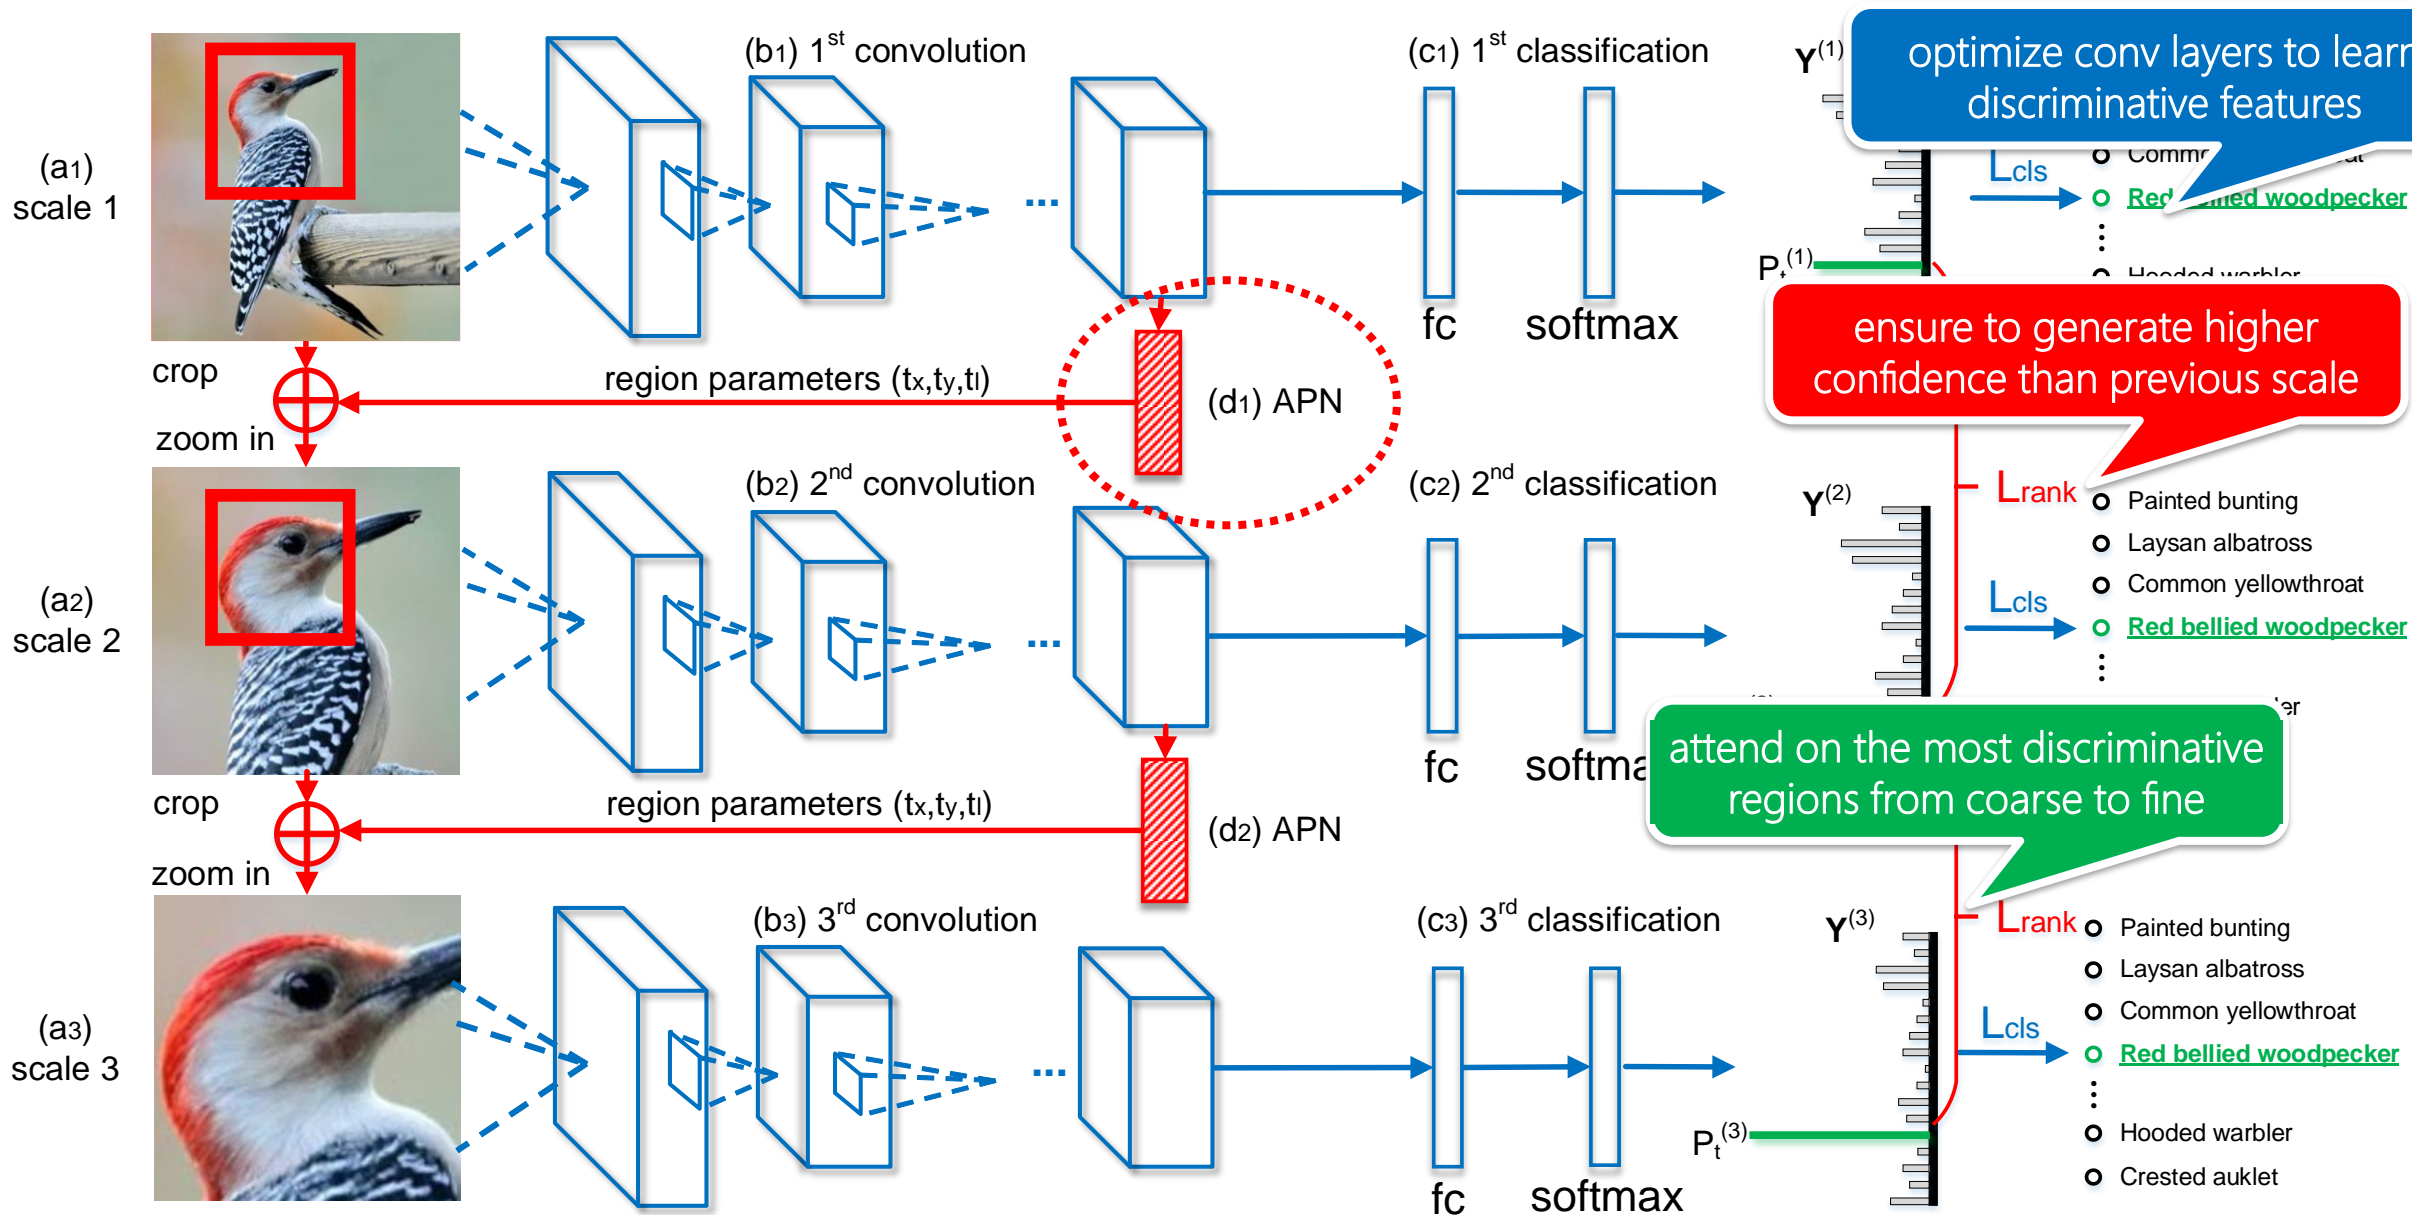 (b1) 1st convolution
(c1) 1st classification
Y(1)
optimize conv layers to learn
discriminative features
(a1)
scale 1
Lcls
Red bellied woodpecker
Pt(1)
Hooded warbler
...
fc
softmax
ensure to generate higher
confidence than previous scale
crop
region parameters (tx,ty,tl)
(d1) APN
zoom in
(b2) 2nd convolution
(c2) 2nd classification
Y(2)
Lrank
Painted bunting
Laysan albatross
Common yellowthroat
(a2)
scale 2
Lcls
Red bellied woodpecker
...
fc
attend on the most discriminative
regions from coarse to fine
crop
region parameters (tx,ty,tl)
(d2) APN
zoom in
(b3) 3rd convolution
(c3) 3rd classification
Y(3)
Lrank
Painted bunting
Laysan albatross
Common yellowthroat
(a3)
scale 3
Lcls
Red bellied woodpecker
...
Pt(3)
Hooded warbler
Crested auklet
fc
softmax